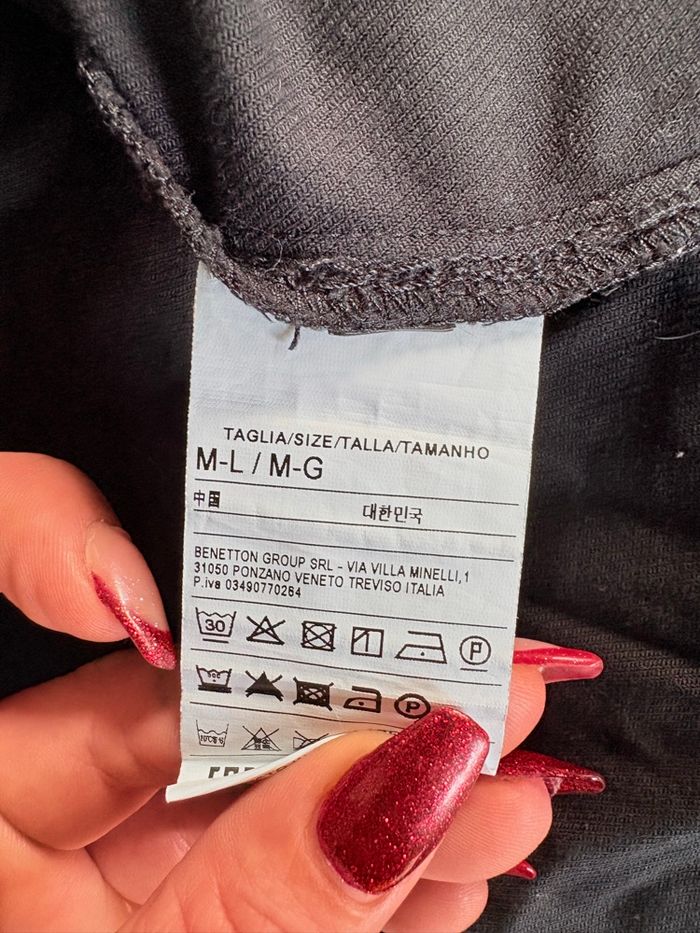 TAGLIA/SIZE/TALLA/TAMANHO
M-L / M-G
中国 대한민국
BENETTON GROUP SRL - VIA VILLA MINELLI,1
31050 PONZANO VENETO TREVISO ITALIA
P.iva 03490770264
30 P
P